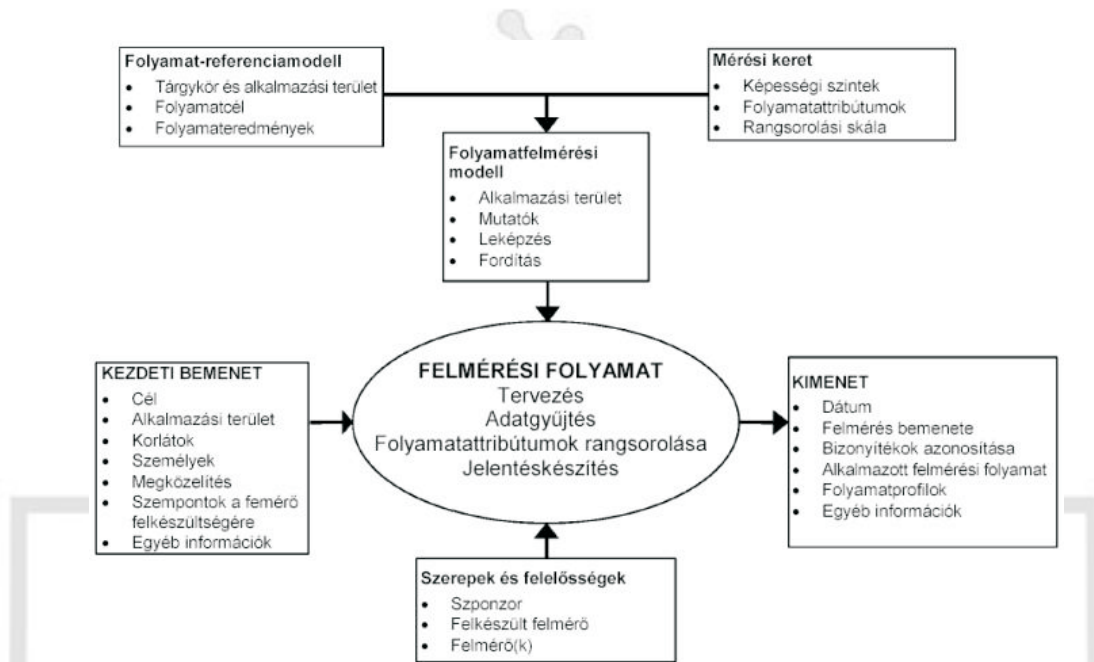 Folyamat-referenciamodell
• Tárgykör és alkalmazási terület
• Folyamatcél
• Folyamateredmények
Mérési keret
• Képességi szintek
• Folyamatattribútumok
• Rangsorolási skála
Folyamatfelmérési
modell
• Alkalmazási terület
• Mutatók
• Leképzés
• Fordítás
KEZDETI BEMENET
• Cél
• Alkalmazási terület
• Korlátok
• Személyek
• Megközelítés
• Szempontok a femérő
felkészültségére
• Egyéb információk
FELMÉRÉSI FOLYAMAT
Tervezés
Adatgyűjtés
Folyamatattribútumok rangsorolása
Jelentéskészítés
KIMENET
• Dátum
• Felmérés bemenete
• Bizonyítékok azonosítása
• Alkalmazott felmérési folyamat
• Folyamatprofilok
• Egyéb információk
Szerepek és felelősségek
• Szponzor
• Felkészült felmérő
• Felmérő(k)